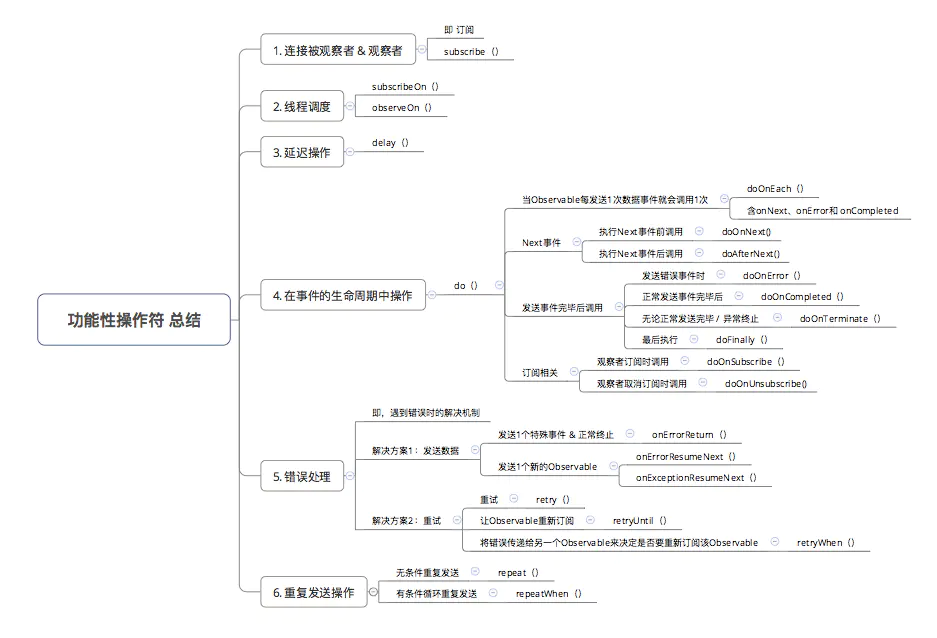 功能性操作符 总结
1. 连接被观察者 & 观察者
即 订阅
subscribe（）
2. 线程调度
subscribeOn（）
observeOn（）
3. 延迟操作
delay（）
4. 在事件的生命周期中操作
do（）
当Observable每发送1次数据事件就会调用1次
doOnEach（）
含onNext、onError和 onCompleted
Next事件
执行Next事件前调用
doOnNext()
执行Next事件后调用
doAfterNext()
发送事件完毕后调用
发送错误事件时
doOnError（）
正常发送事件完毕后
doOnCompleted（）
无论正常发送完毕 / 异常终止
doOnTerminate（）
最后执行
doFinally（）
订阅相关
观察者订阅时调用
doOnSubscribe（）
观察者取消订阅时调用
doOnUnsubscribe()
5. 错误处理
即，遇到错误时的解决机制
解决方案1：发送数据
发送1个特殊事件 & 正常终止
onErrorReturn（）
发送1个新的Observable
onErrorResumeNext（）
onExceptionResumeNext（）
解决方案2：重试
重试
retry（）
让Observable重新订阅
retryUntil（）
将错误传递给另一个Observable来决定是否要重新订阅该Observable
retryWhen（）
6. 重复发送操作
无条件重复发送
repeat（）
有条件循环重复发送
repeatWhen（）